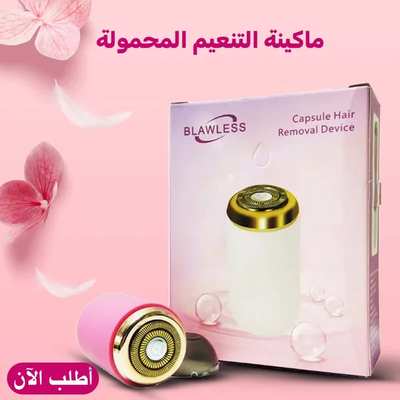 ماكينة التنعيم المحمولة
BLAWLESS
Capsule Hair
Removal Device
أطلب الآن